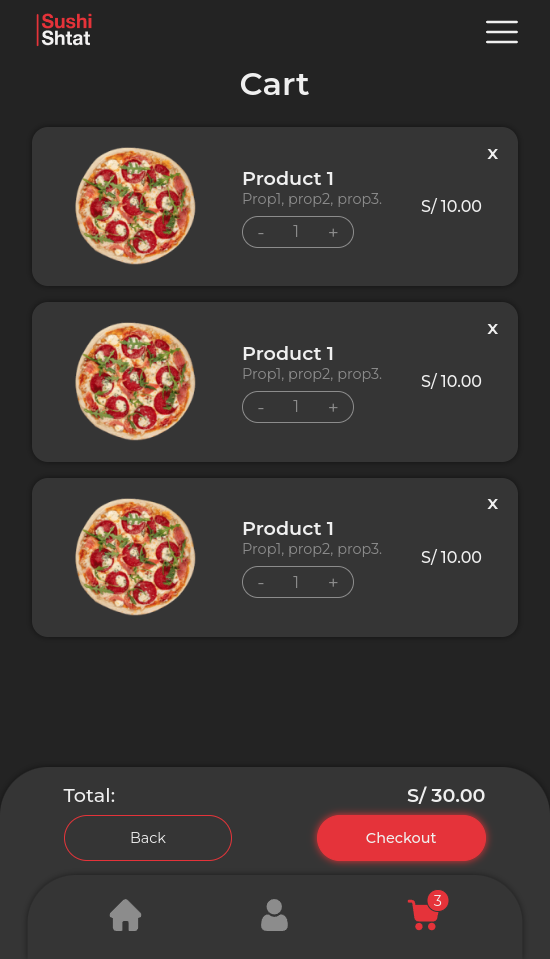 Sushi
Shtat
Cart
x
Product 1
Prop1, prop2, prop3.
S/ 10.00
- 1 +
x
Product 1
Prop1, prop2, prop3.
S/ 10.00
- 1 +
x
Product 1
Prop1, prop2, prop3.
S/ 10.00
- 1 +
Total: S/ 30.00
Back Checkout
3